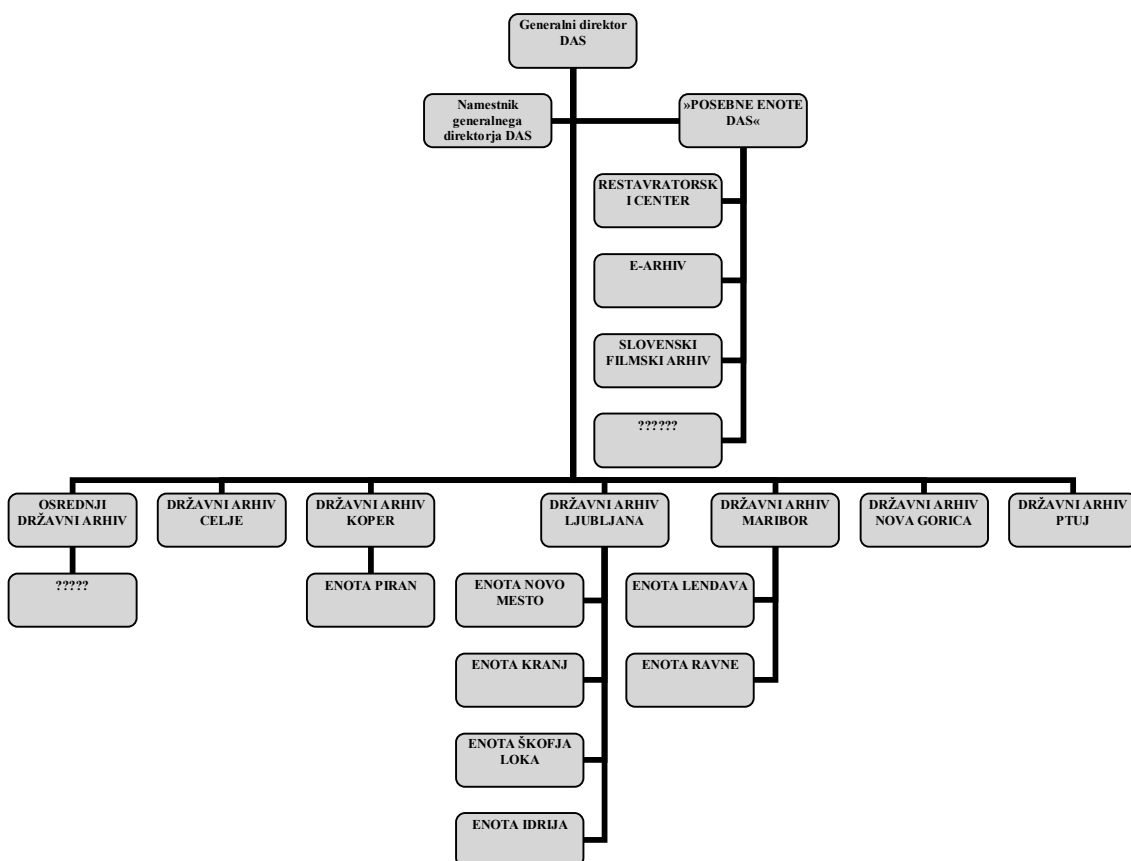 Generalni direktor
DAS
Namestnik
generalnega
direktorja DAS
»POSEBNE ENOTE
DAS«
RESTAVRATORSK
I CENTER
E-ARHIV
SLOVENSKI
FILMSKI ARHIV
??????
OSREDNJI
DRŽAVNI ARHIV
DRŽAVNI ARHIV
CELJE
DRŽAVNI ARHIV
KOPER
DRŽAVNI ARHIV
LJUBLJANA
DRŽAVNI ARHIV
MARIBOR
DRŽAVNI ARHIV
NOVA GORICA
DRŽAVNI ARHIV
PTUJ
?????
ENOTA PIRAN
ENOTA NOVO
MESTO
ENOTA LENDAVA
ENOTA KRANJ
ENOTA RAVNE
ENOTA ŠKOFJA
LOKA
ENOTA IDRIJA